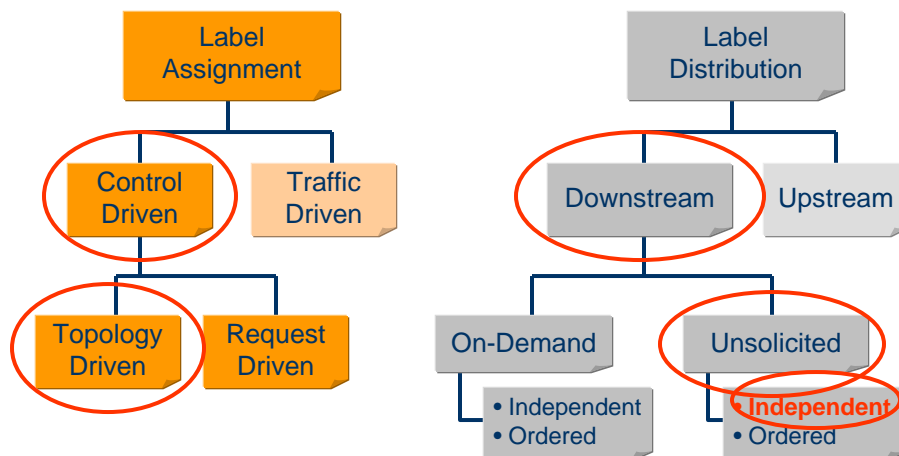 Label
Assignment
Control
Driven
Traffic
Driven
Topology
Driven
Request
Driven
Label
Distribution
Downstream
Upstream
On-Demand
• Independent
• Ordered
Unsolicited
• Independent
• Ordered